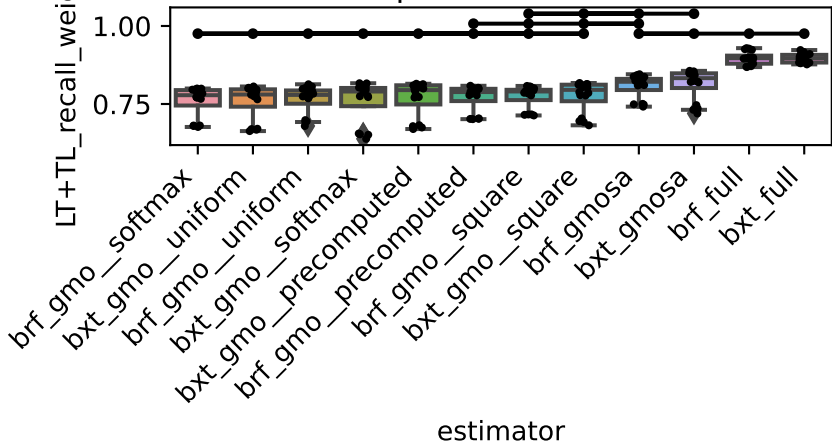 1.00
0.75
LT+TL_recall_wei
brf_gmo__softmax
bxt_gmo__uniform
brf_gmo__uniform
bxt_gmo__softmax
bxt_gmo__precomputed
brf_gmo__precomputed
brf_gmo__square
bxt_gmo__square
brf_gmosa
bxt_gmosa
brf_full
bxt_full
estimator